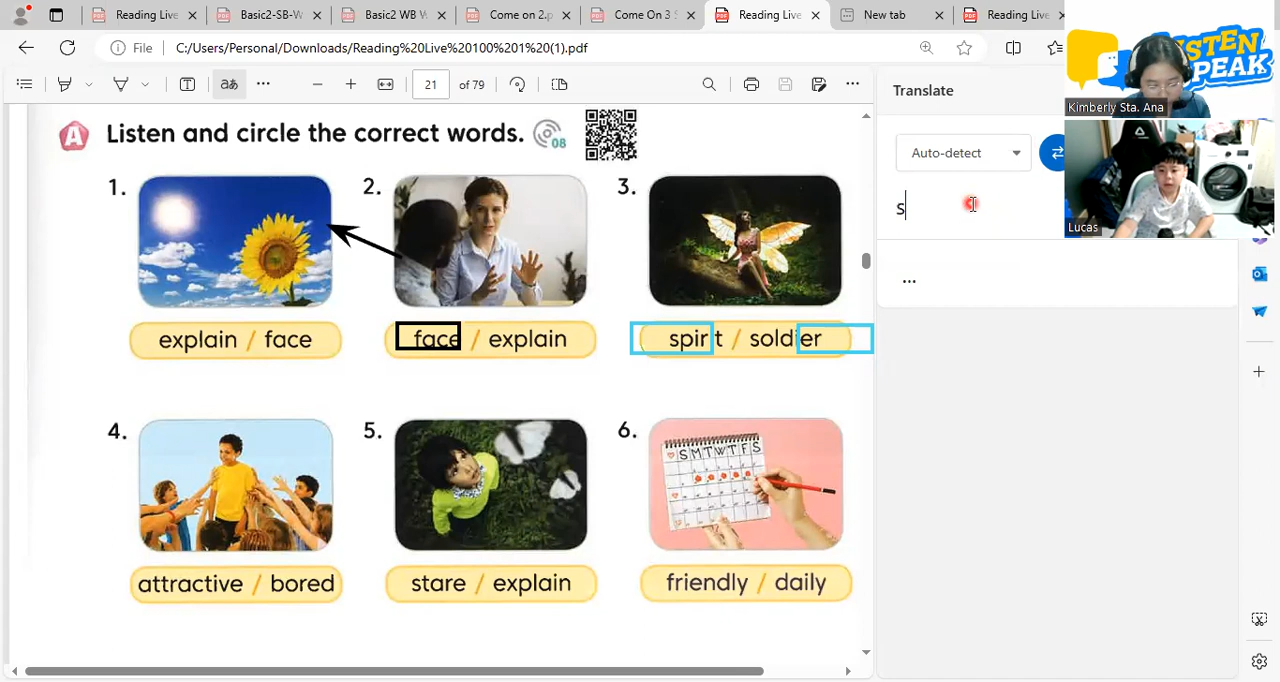 Reading Live
Basic2-SB-W
Basic2 WB W
Come on 2.p
Come On 3 S
Reading Live
New tab
Reading Live
File
C:/Users/Personal/Downloads/Reading%20Live%20100%201%20(1).pdf
21 of 79
Translate
Auto-detect
S
...
A Listen and circle the correct words. 08
1. 2. 3.
explain / face
face / explain
spirit / soldier
4. 5. 6.
S M T W T F S
attractive / bored
stare / explain
friendly / daily
LISTEN
SPEAK
Kimberly Sta. Ana
Lucas